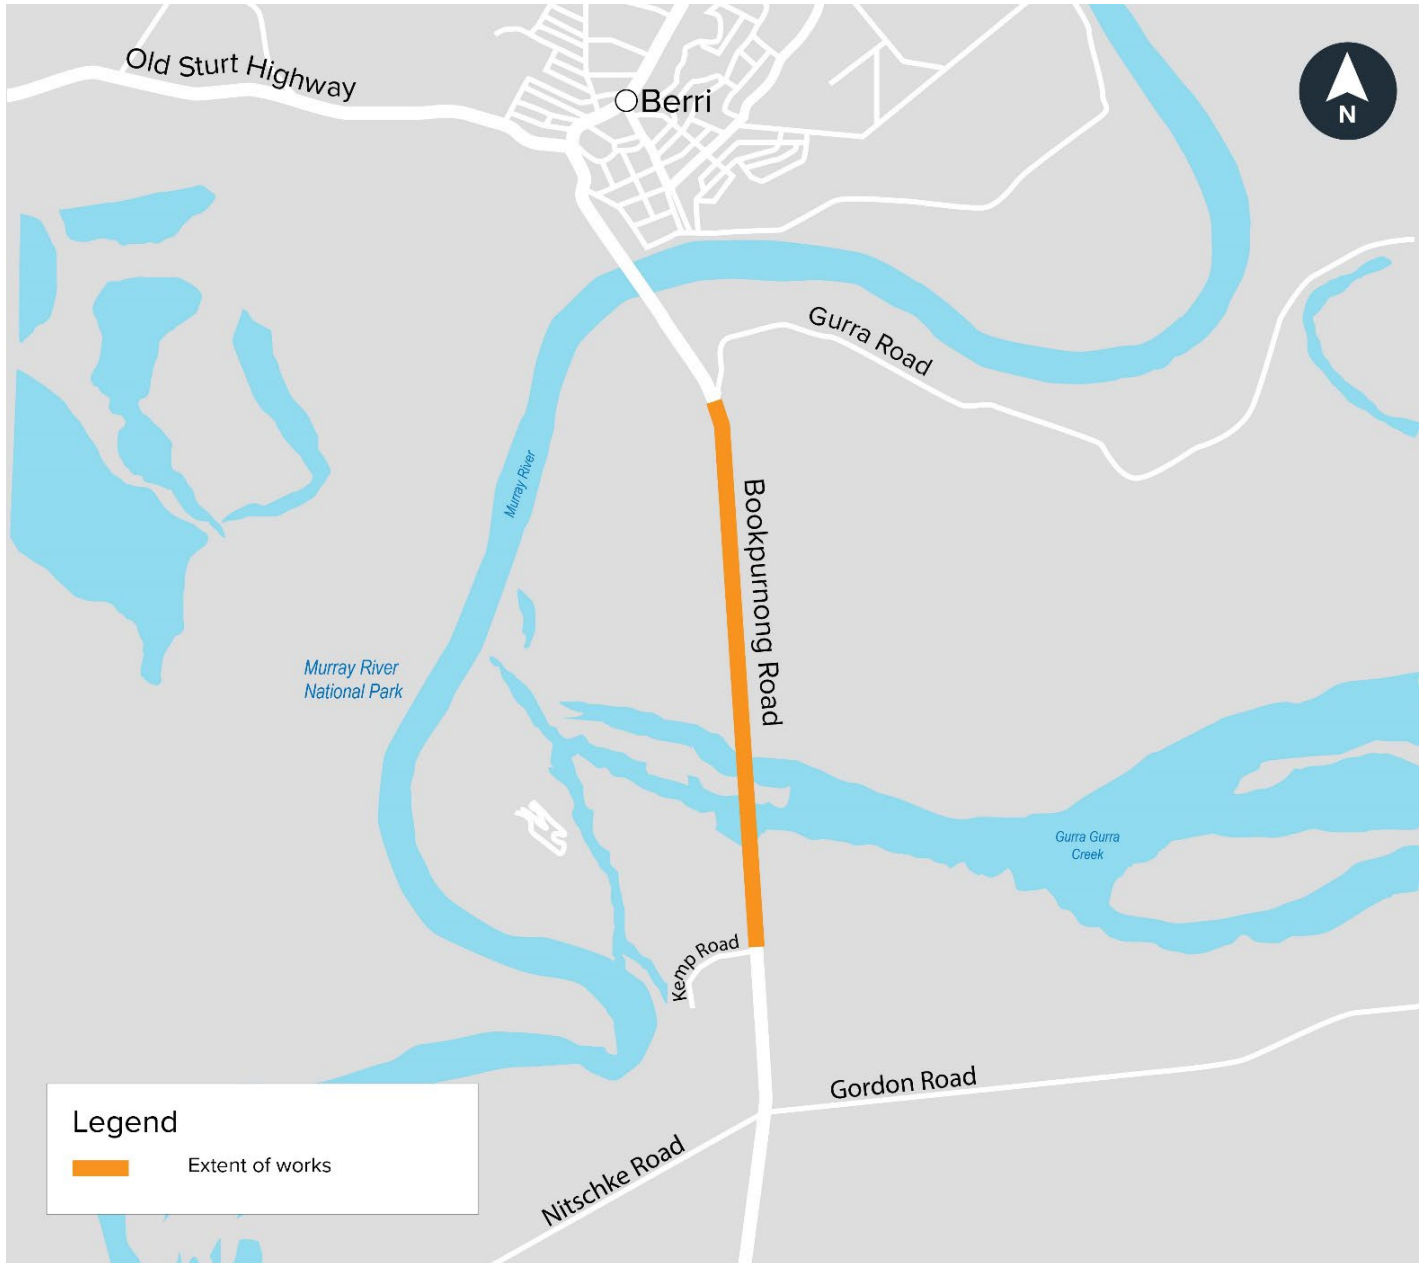 Old Sturt Highway
Berri
N
Gurra Road
Murray River
Bookpurnong Road
Murray River
National Park
Gurra Gurra
Creek
Kemp Road
Gordon Road
Nitschke Road
Legend
Extent of works